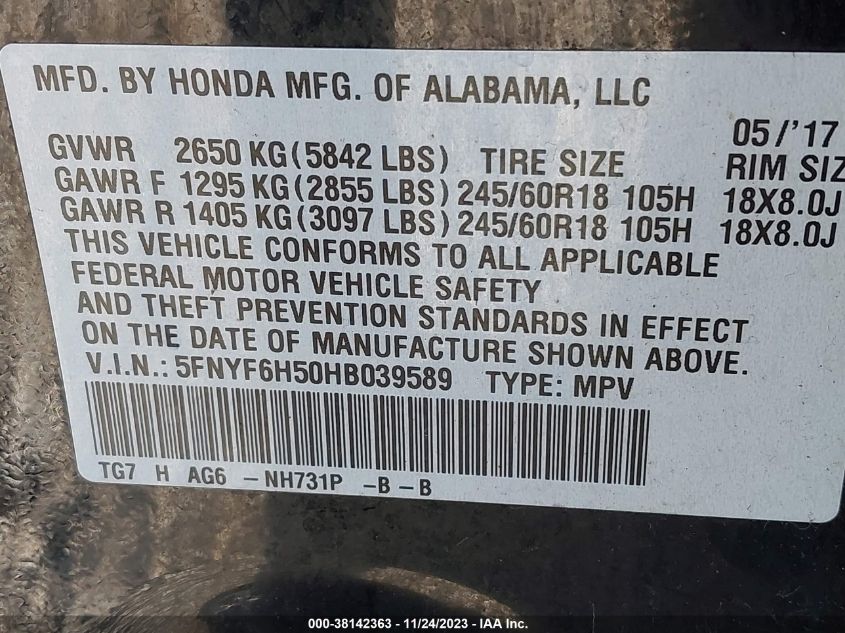 MFD. BY HONDA MFG. OF ALABAMA, LLC
05/'17
GVWR 2650 KG(5842 LBS) TIRE SIZE RIM SIZ
GAWR F 1295 KG(2855 LBS) 245/60R18 105H 18X8.0J
GAWR R 1405 KG(3097 LBS) 245/60R18 105H 18X8.0J
THIS VEHICLE CONFORMS TO ALL APPLICABLE
FEDERAL MOTOR VEHICLE SAFETY
AND THEFT PREVENTION STANDARDS IN EFFECT
ON THE DATE OF MANUFACTURE SHOWN ABOVE.
V.I.N.: 5FNYF6H50HB039589 TYPE: MPV
TG7 H AG6 -NH731P -B-B
000-38142363 - 11/24/2023 - IAA Inc.